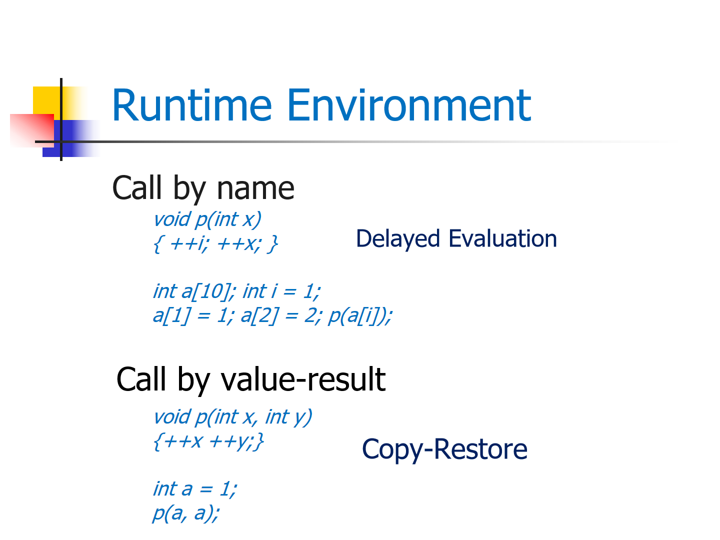 Runtime Environment
Call by name
void p(int x)
{ ++i; ++x; }
Delayed Evaluation
int a[10]; int i = 1;
a[1] = 1; a[2] = 2; p(a[i]);
Call by value-result
void p(int x, int y)
{++x ++y;}
Copy-Restore
int a = 1;
p(a, a);